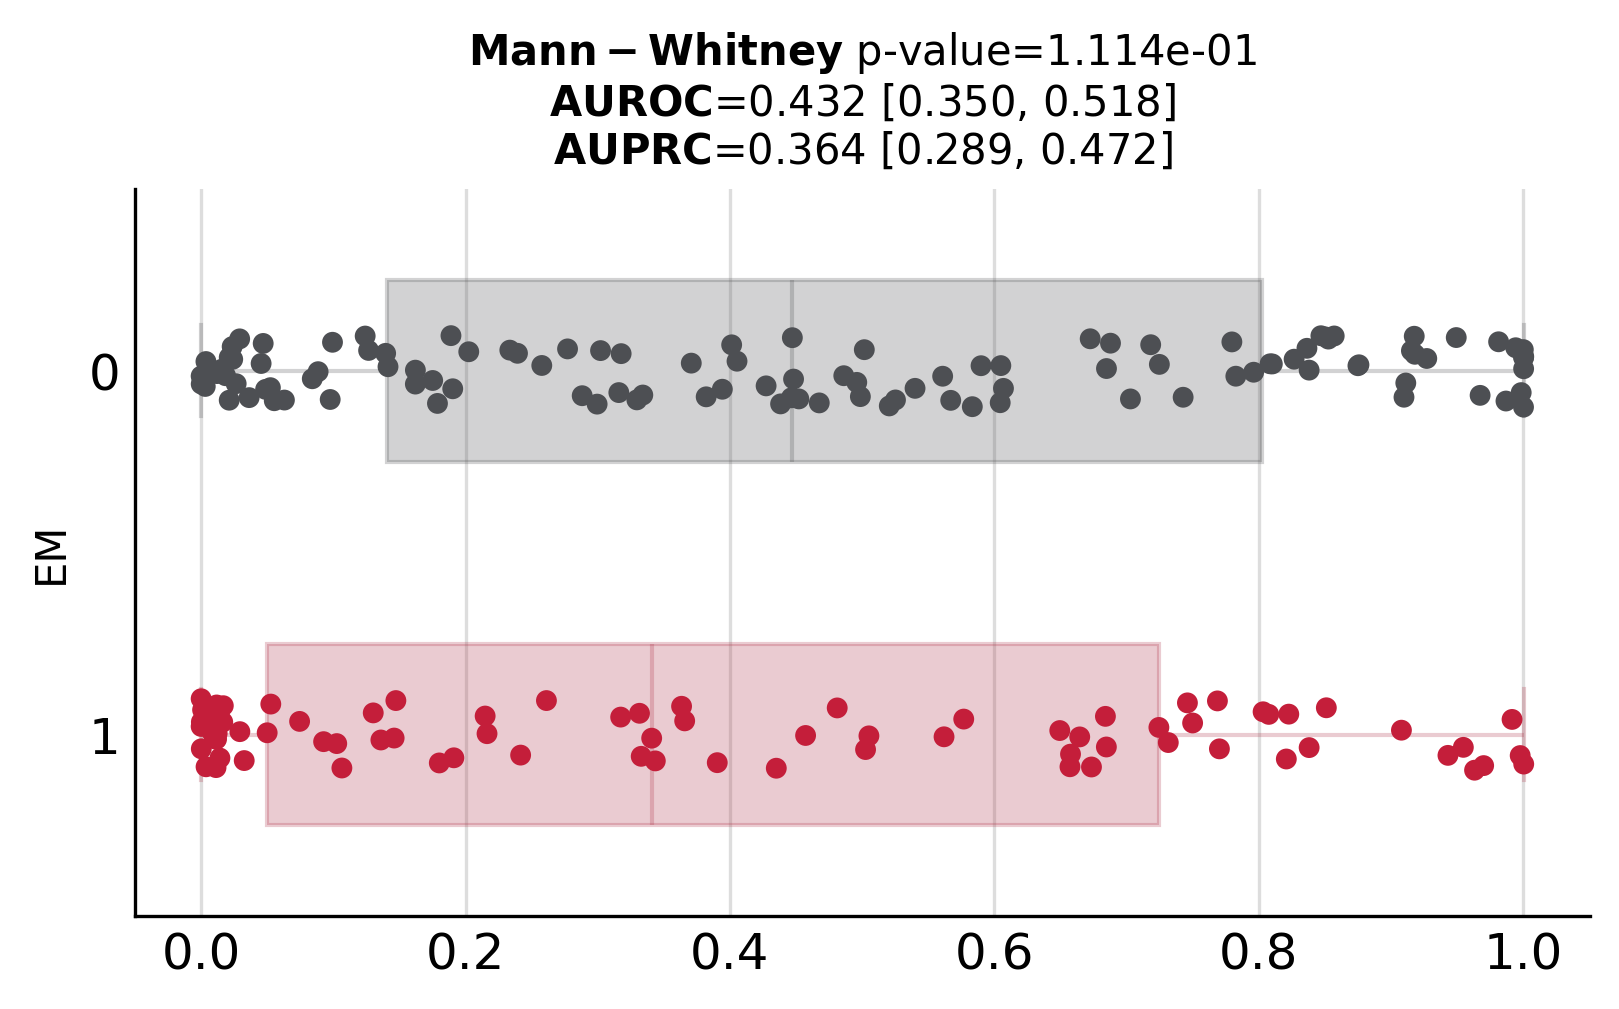 Mann−Whitney p-value=1.114e-01
AUROC=0.432 [0.350, 0.518]
AUPRC=0.364 [0.289, 0.472]
0
EM
1
0.0 0.2 0.4 0.6 0.8 1.0